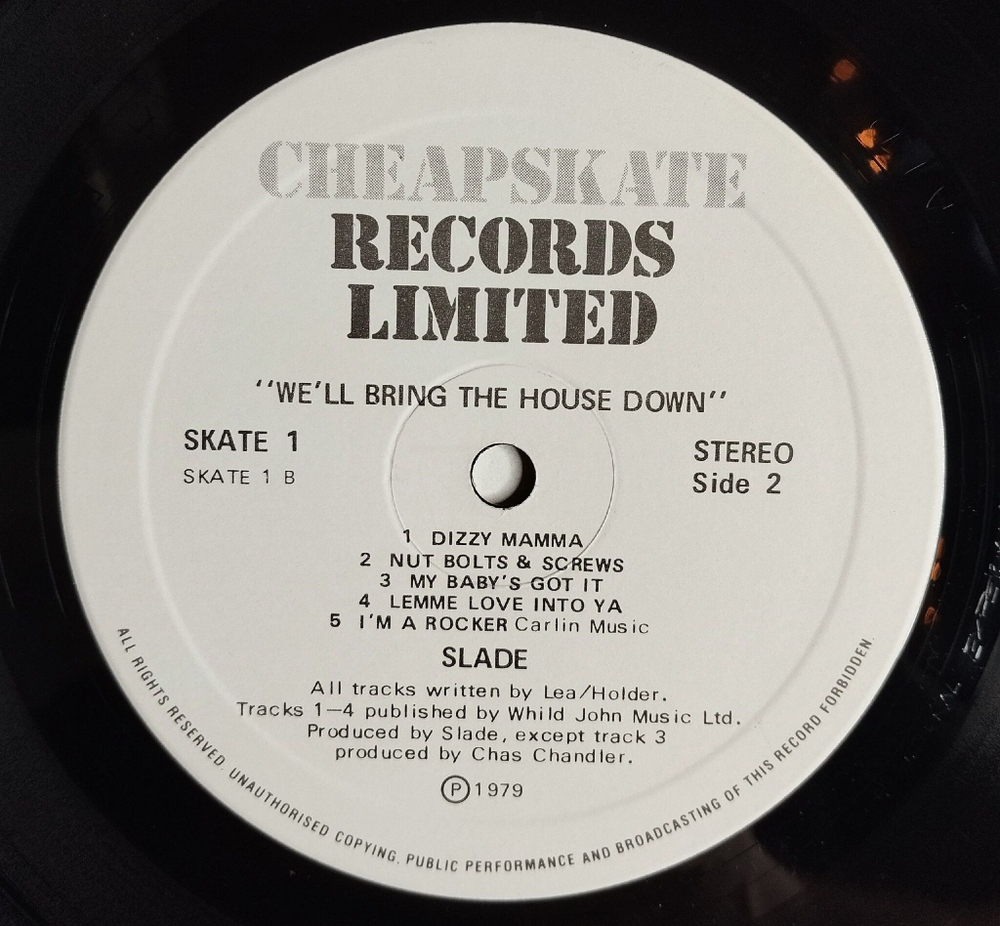 CHEAPSKATE
RECORDS
LIMITED
‘‘WE’LL BRING THE HOUSE DOWN’’
SKATE 1
SKATE 1 B
STEREO
Side 2
1 DIZZY MAMMA
2 NUT BOLTS & SCREWS
3 MY BABY’S GOT IT
4 LEMME LOVE INTO YA
5 I’M A ROCKER Carlin Music
SLADE
All tracks written by Lea/Holder.
Tracks 1—4 published by Whild John Music Ltd.
Produced by Slade, except track 3
produced by Chas Chandler.
Ⓟ 1979
ALL RIGHTS RESERVED. UNAUTHORISED COPYING. PUBLIC PERFORMANCE AND BROADCASTING OF THIS RECORD FORBIDDEN.